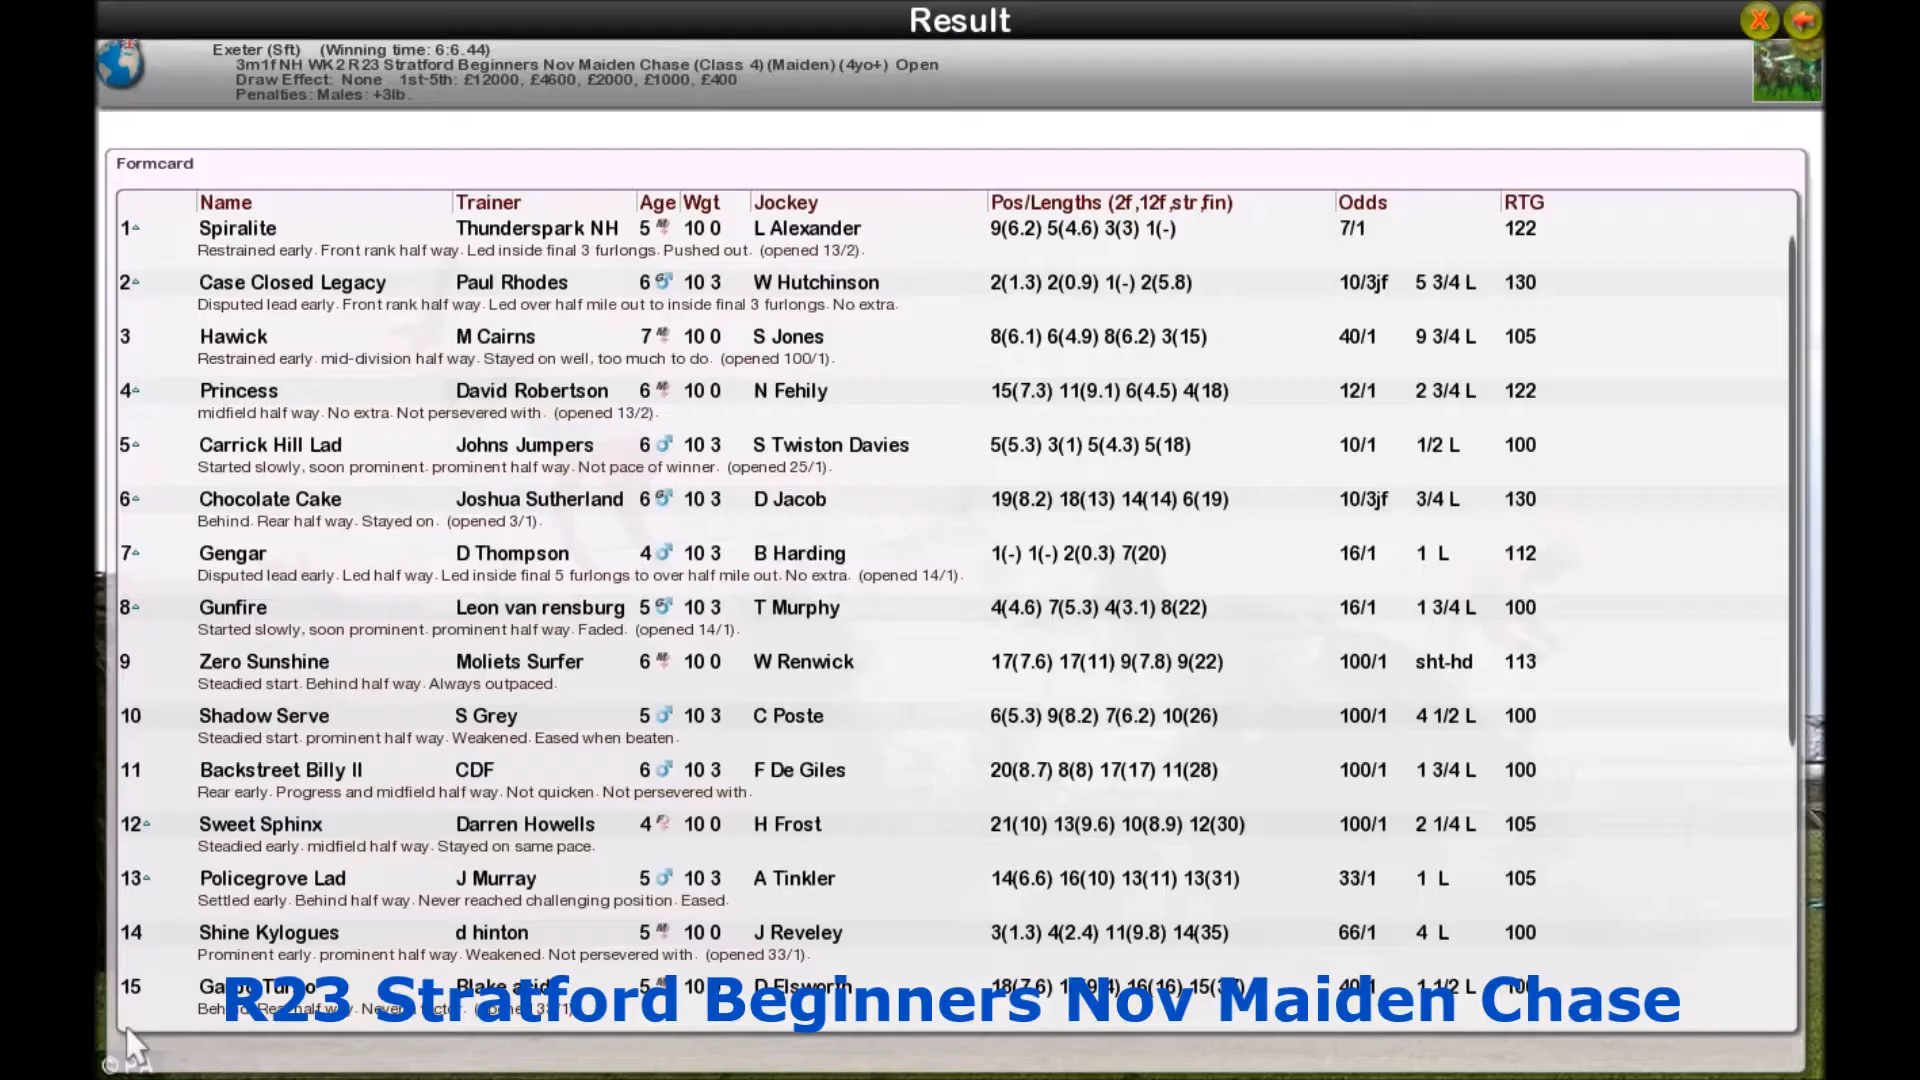 Result
Exeter (Sft) (Winning time: 6:6.44)
3m1f NH WK2 R23 Stratford Beginners Nov Maiden Chase (Class 4) (Maiden) (4yo+) Open
Draw Effect: None 1st-5th: £12000, £4600, £2000, £1000, £400
Penalties: Males: +3lb.
Formcard
Name Trainer Age Wgt Jockey Pos/Lengths (2f,12f,str,fin) Odds RTG
1 Spiralite Thunderspark NH 5 M 10 0 L Alexander 9(6.2) 5(4.6) 3(3) 1(-) 7/1 122
Restrained early. Front rank half way. Led inside final 3 furlongs. Pushed out. (opened 13/2).
2 Case Closed Legacy Paul Rhodes 6 G 10 3 W Hutchinson 2(1.3) 2(0.9) 1(-) 2(5.8) 10/3jf 5 3/4 L 130
Disputed lead early. Front rank half way. Led over half mile out to inside final 3 furlongs. No extra.
3 Hawick M Cairns 7 M 10 0 S Jones 8(6.1) 6(4.9) 8(6.2) 3(15) 40/1 9 3/4 L 105
Restrained early. mid-division half way. Stayed on well, too much to do. (opened 100/1).
4 Princess David Robertson 6 M 10 0 N Fehily 15(7.3) 11(9.1) 6(4.5) 4(18) 12/1 2 3/4 L 122
midfield half way. No extra. Not persevered with. (opened 13/2).
5 Carrick Hill Lad Johns Jumpers 6 10 3 S Twiston Davies 5(5.3) 3(1) 5(4.3) 5(18) 10/1 1/2 L 100
Started slowly, soon prominent. prominent half way. Not pace of winner. (opened 25/1).
6 Chocolate Cake Joshua Sutherland 6 G 10 3 D Jacob 19(8.2) 18(13) 14(14) 6(19) 10/3jf 3/4 L 130
Behind. Rear half way. Stayed on. (opened 3/1).
7 Gengar D Thompson 4 10 3 B Harding 1(-) 1(-) 2(0.3) 7(20) 16/1 1 L 112
Disputed lead early. Led half way. Led inside final 5 furlongs to over half mile out. No extra. (opened 14/1).
8 Gunfire Leon van rensburg 5 G 10 3 T Murphy 4(4.6) 7(5.3) 4(3.1) 8(22) 16/1 1 3/4 L 100
Started slowly, soon prominent. prominent half way. Faded. (opened 14/1).
9 Zero Sunshine Moliets Surfer 6 M 10 0 W Renwick 17(7.6) 17(11) 9(7.8) 9(22) 100/1 sht-hd 113
Steadied start. Behind half way. Always outpaced.
10 Shadow Serve S Grey 5 10 3 C Poste 6(5.3) 9(8.2) 7(6.2) 10(26) 100/1 4 1/2 L 100
Steadied start. prominent half way. Weakened. Eased when beaten.
11 Backstreet Billy II CDF 6 10 3 F De Giles 20(8.7) 8(8) 17(17) 11(28) 100/1 1 3/4 L 100
Rear early. Progress and midfield half way. Not quicken. Not persevered with.
12 Sweet Sphinx Darren Howells 4 F 10 0 H Frost 21(10) 13(9.6) 10(8.9) 12(30) 100/1 2 1/4 L 105
Steadied early. midfield half way. Stayed on same pace.
13 Policegrove Lad J Murray 5 10 3 A Tinkler 14(6.6) 16(10) 13(11) 13(31) 33/1 1 L 105
Settled early. Behind half way. Never reached challenging position. Eased.
14 Shine Kylogues d hinton 5 M 10 0 J Reveley 3(1.3) 4(2.4) 11(9.8) 14(35) 66/1 4 L 100
Prominent early. prominent half way. Weakened. Not persevered with. (opened 33/1).
15 5 10 D Elsworth 1 1/2 L
half way.
R23 Stratford Beginners Nov Maiden Chase
© PA